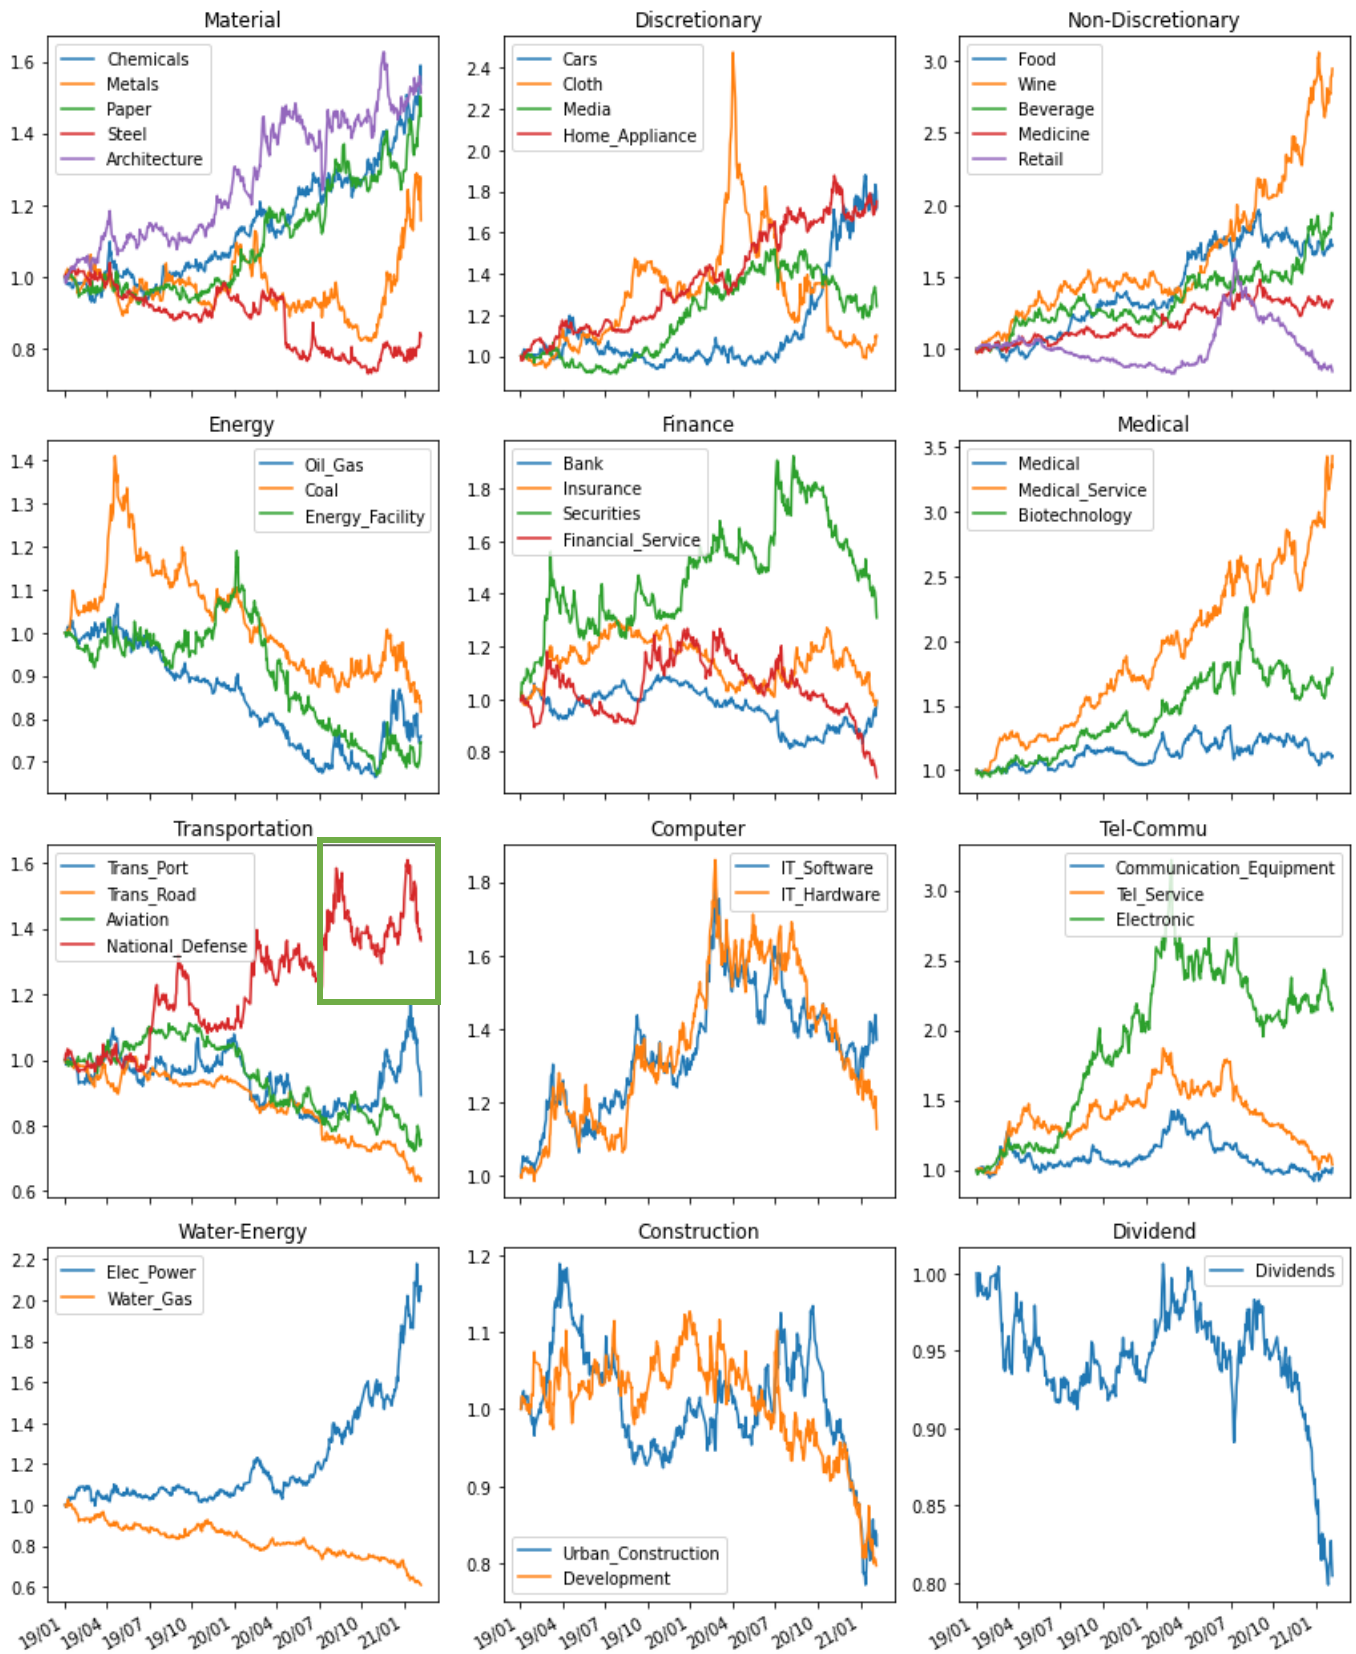 Material
Discretionary
Non-Discretionary
1.6
1.4
1.2
1.0
0.8
Chemicals
Metals
Paper
Steel
Architecture
2.4
2.2
2.0
1.8
1.6
1.4
1.2
1.0
Cars
Cloth
Media
Home_Appliance
3.0
2.5
2.0
1.5
1.0
Food
Wine
Beverage
Medicine
Retail
Energy
Finance
Medical
1.4
1.3
1.2
1.1
1.0
0.9
0.8
0.7
Oil_Gas
Coal
Energy_Facility
1.8
1.6
1.4
1.2
1.0
0.8
Bank
Insurance
Securities
Financial_Service
3.5
3.0
2.5
2.0
1.5
1.0
Medical
Medical_Service
Biotechnology
Transportation
Computer
Tel-Commu
1.6
1.4
1.2
1.0
0.8
0.6
Trans_Port
Trans_Road
Aviation
National_Defense
1.8
1.6
1.4
1.2
1.0
IT_Software
IT_Hardware
3.0
2.5
2.0
1.5
1.0
Communication_Equipment
Tel_Service
Electronic
Water-Energy
Construction
Dividend
2.2
2.0
1.8
1.6
1.4
1.2
1.0
0.8
0.6
Elec_Power
Water_Gas
1.2
1.1
1.0
0.9
0.8
Urban_Construction
Development
1.00
0.95
0.90
0.85
0.80
Dividends
19/01
19/04
19/07
19/10
20/01
20/04
20/07
20/10
21/01
19/01
19/04
19/07
19/10
20/01
20/04
20/07
20/10
21/01
19/01
19/04
19/07
19/10
20/01
20/04
20/07
20/10
21/01